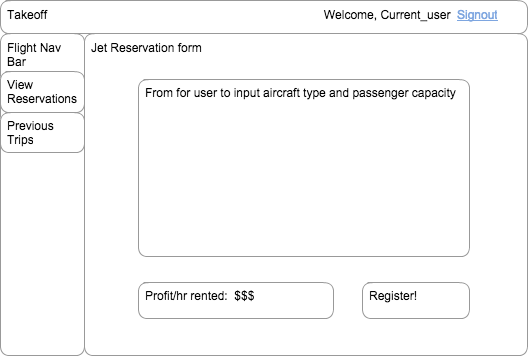 Takeoff
Welcome, Current_user Signout
Flight Nav
Bar
Jet Reservation form
View
Reservations
From for user to input aircraft type and passenger capacity
Previous
Trips
Profit/hr rented: $$$
Register!